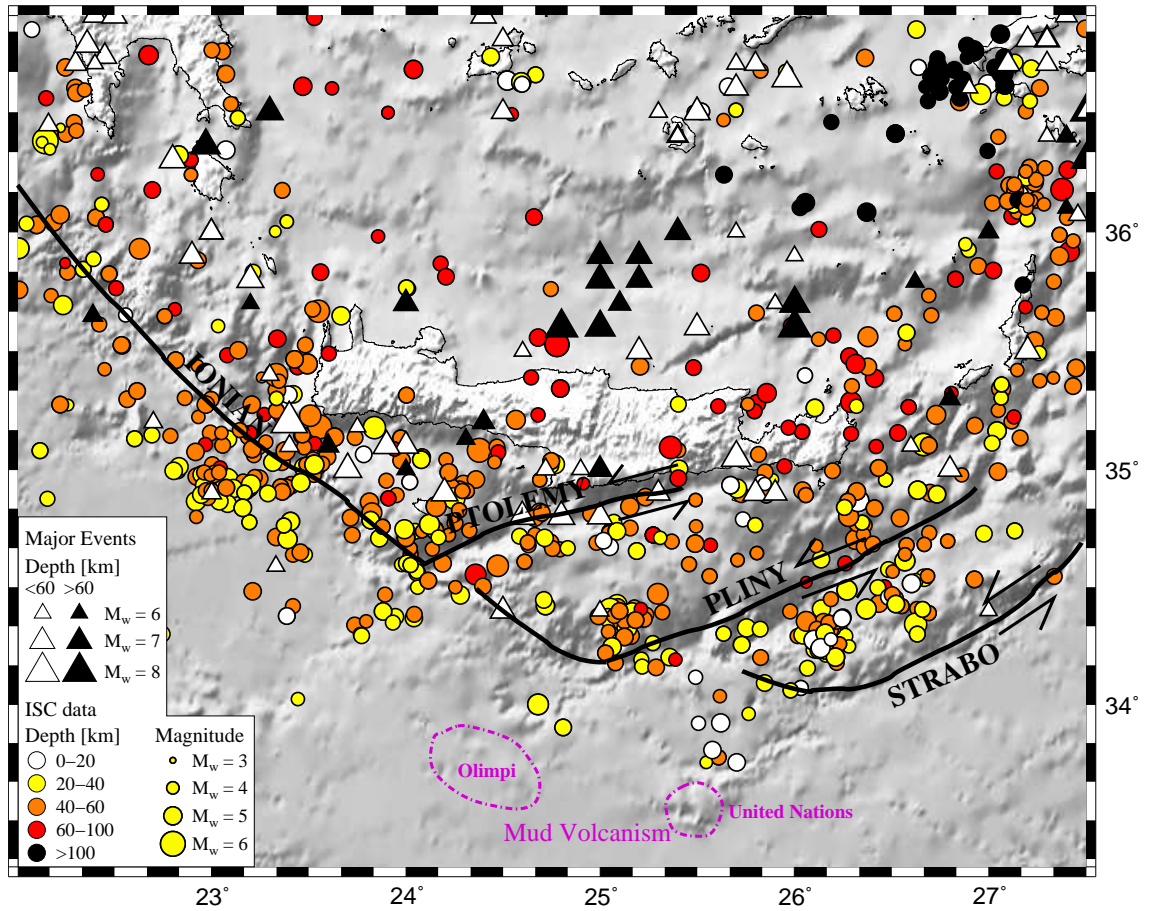 36˚
35˚
34˚
23˚
24˚
25˚
26˚
27˚
IONIAN
PTOLEMY
PLINY
STRABO
Olimpi
United Nations
Mud Volcanism
Major Events
Depth [km]
<60 >60
Mw = 6
Mw = 7
Mw = 8
ISC data
Depth [km]
0–20
20–40
40–60
60–100
>100
Magnitude
Mw = 3
Mw = 4
Mw = 5
Mw = 6